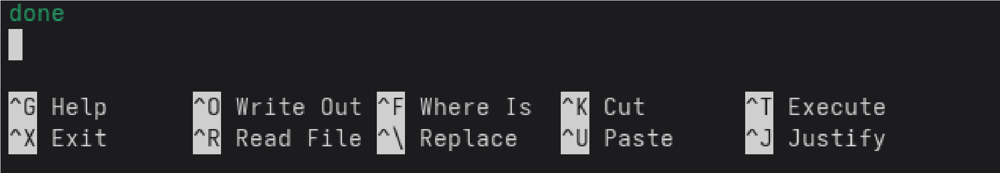 done
^G Help ^O Write Out ^F Where Is ^K Cut ^T Execute
^X Exit ^R Read File ^\ Replace ^U Paste ^J Justify